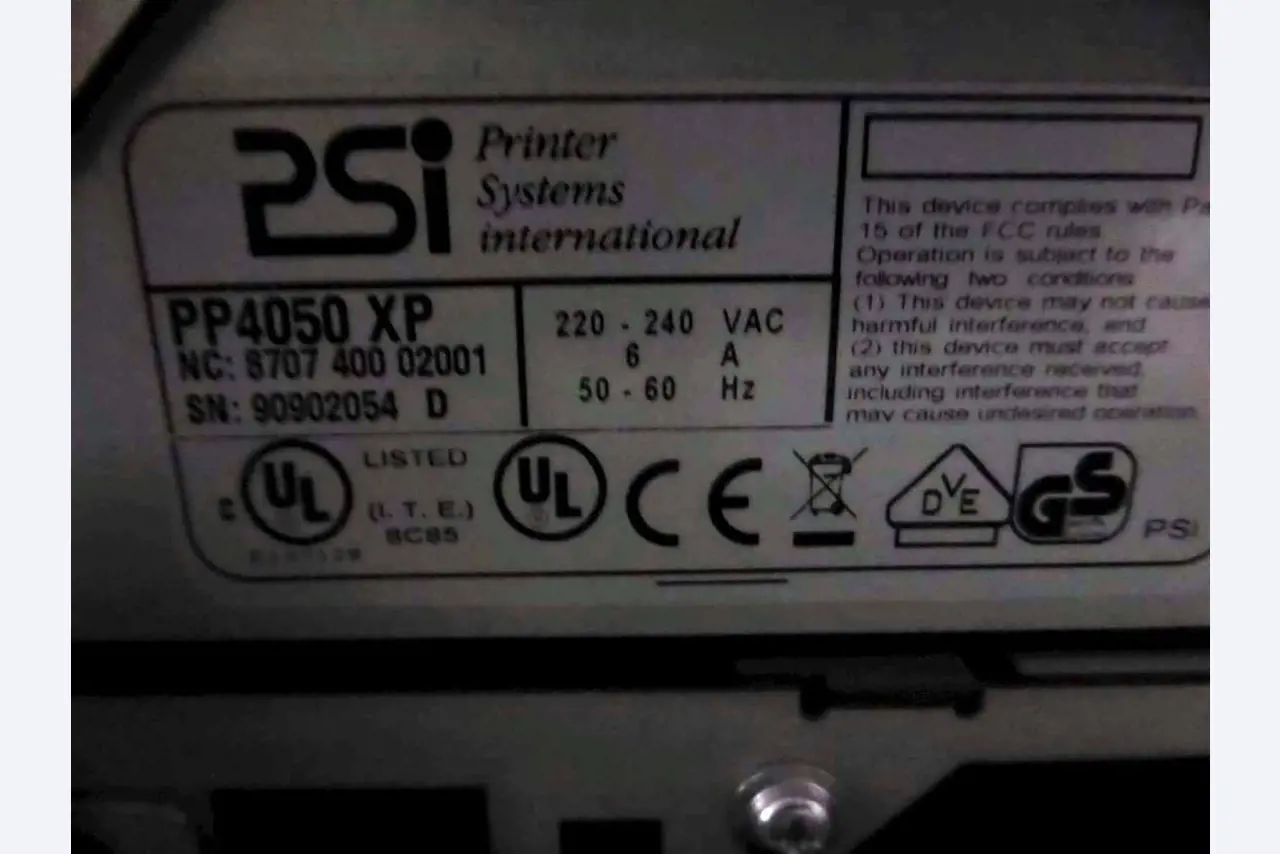 PSi Printer
Systems
international
PP4050 XP
NC: 8707 400 02001
SN: 90902054 D
220 - 240 VAC
6 A
50 - 60 Hz
This device complies with
15 of the FCC rules
Operation is subject to the
following two conditions
(1) This device may not cause
harmful interference, and
(2) this device must accept
any interference received,
including interference that
may cause undesired operation.
C UL LISTED
(I. T. E.)
8C85
UL
CE
DVE
GS
PSi